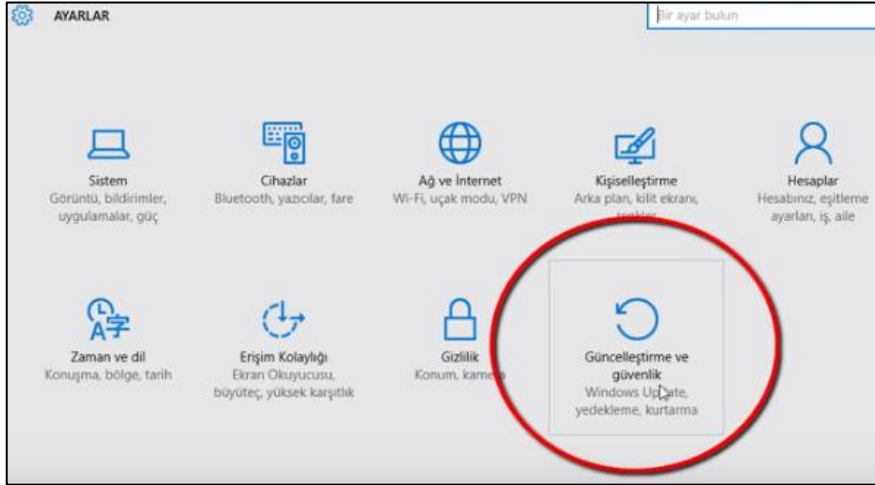 AYARLAR
Bir ayar bulun
Sistem
Görüntü, bildirimler,
uygulamalar, güç
Cihazlar
Bluetooth, yazıcılar, fare
Ağ ve İnternet
Wi-Fi, uçak modu, VPN
Kişiselleştirme
Arka plan, kilit ekranı,
renkler
Hesaplar
Hesabınız, eşitleme
ayarları, iş, aile
Zaman ve dil
Konuşma, bölge, tarih
Erişim Kolaylığı
Ekran Okuyucusu,
büyüteç, yüksek karşıtlık
Gizlilik
Konum, kamera
Güncelleştirme ve
güvenlik
Windows Update,
yedekleme, kurtarma